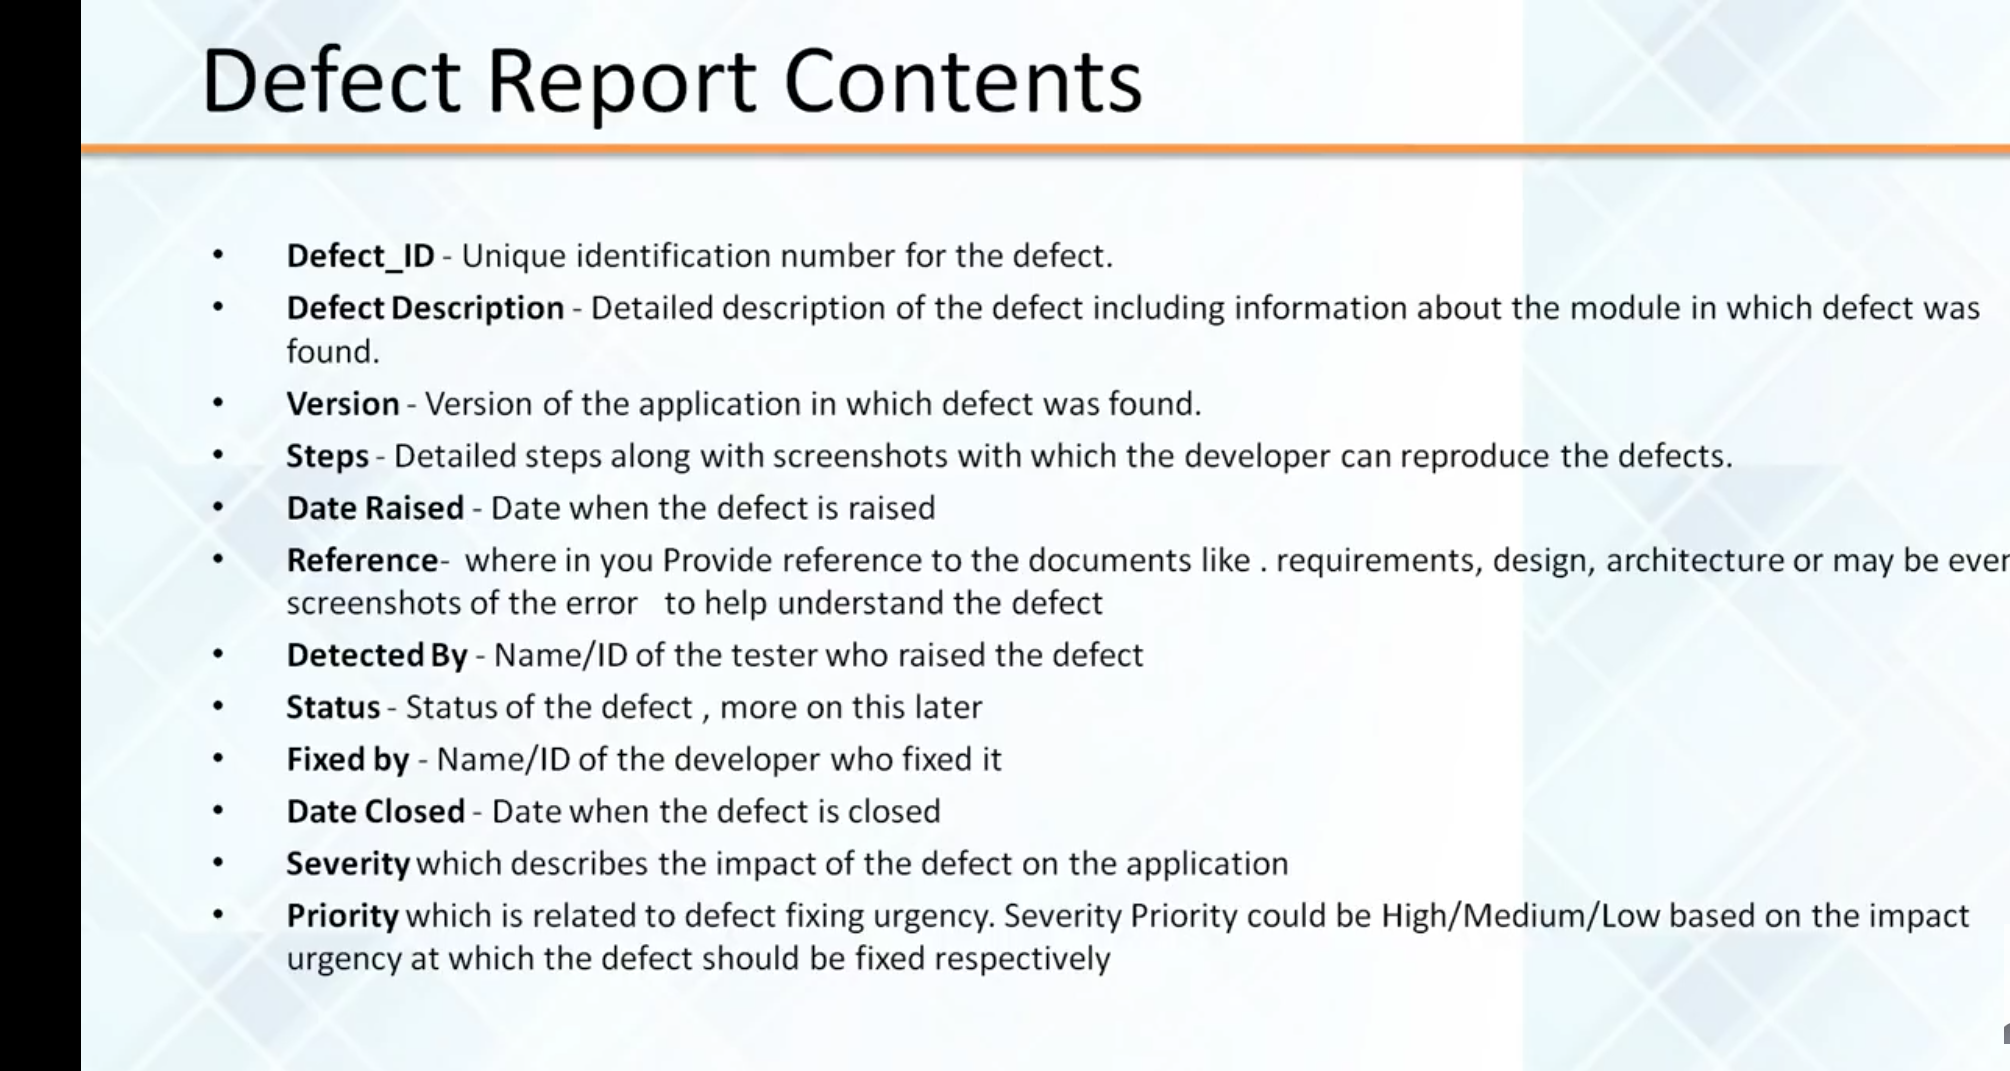 Defect Report Contents
• Defect_ID - Unique identification number for the defect.
• Defect Description - Detailed description of the defect including information about the module in which defect was
found.
• Version - Version of the application in which defect was found.
• Steps - Detailed steps along with screenshots with which the developer can reproduce the defects.
• Date Raised - Date when the defect is raised
• Reference- where in you Provide reference to the documents like . requirements, design, architecture or may be even
screenshots of the error to help understand the defect
• Detected By - Name/ID of the tester who raised the defect
• Status - Status of the defect , more on this later
• Fixed by - Name/ID of the developer who fixed it
• Date Closed - Date when the defect is closed
• Severity which describes the impact of the defect on the application
• Priority which is related to defect fixing urgency. Severity Priority could be High/Medium/Low based on the impact
urgency at which the defect should be fixed respectively